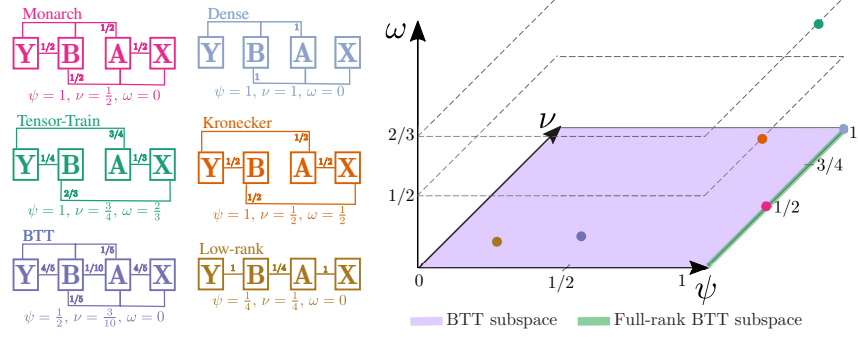 Monarch
1/2
Y 1/2 B A 1/2 X
1/2
ψ = 1, ν = 1/2, ω = 0
Dense
1
Y B A X
1
ψ = 1, ν = 1, ω = 0
Tensor-Train
3/4
Y 1/4 B A 1/3 X
2/3
ψ = 1, ν = 3/4, ω = 2/3
Kronecker
1/2
Y 1/2 B A 1/2 X
1/2
ψ = 1, ν = 1/2, ω = 1/2
BTT
1/5
Y 4/5 B 1/10 A 4/5 X
1/5
ψ = 1/2, ν = 3/10, ω = 0
Low-rank
Y 1 B 1/4 A 1 X
ψ = 1/4, ν = 1/4, ω = 0
ω
ν
2/3
1
3/4
1/2
1/2
0
1/2
1
ψ
BTT subspace
Full-rank BTT subspace